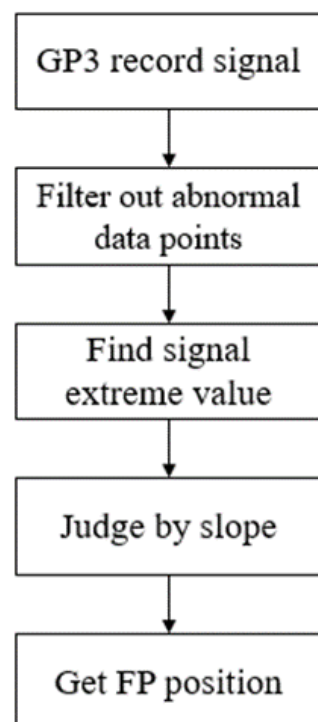 GP3 record signal
Filter out abnormal
data points
Find signal
extreme value
Judge by slope
Get FP position